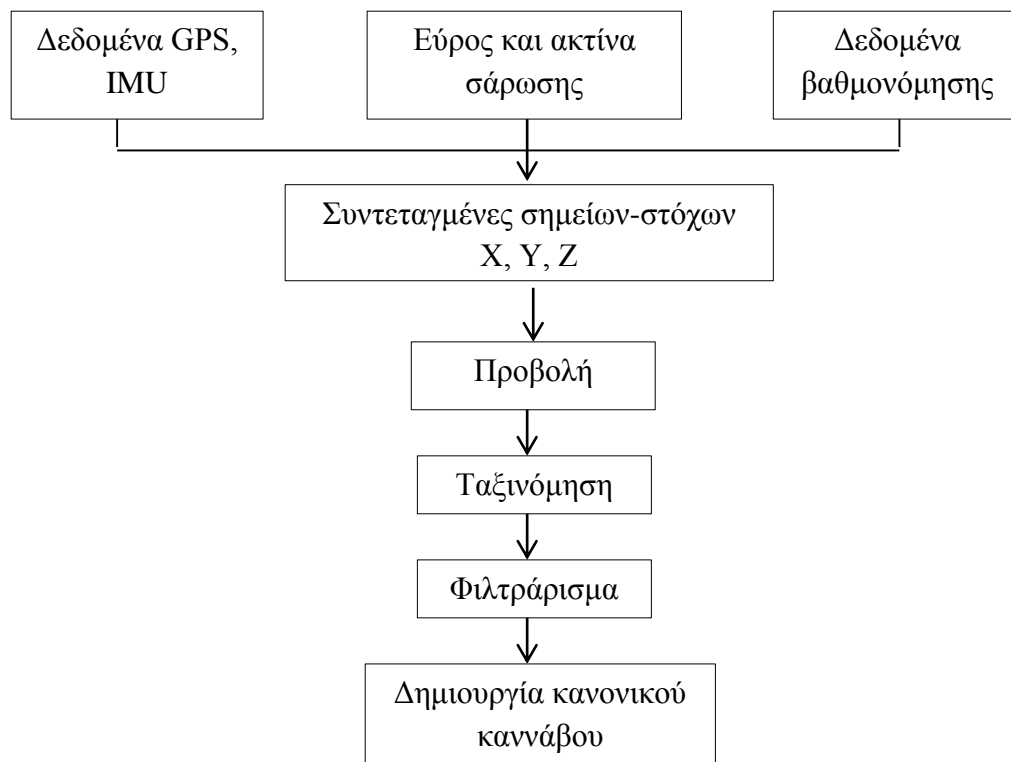 Δεδομένα GPS,
IMU
Εύρος και ακτίνα
σάρωσης
Δεδομένα
βαθμονόμησης
Συντεταγμένες σημείων-στόχων
X, Y, Z
Προβολή
Ταξινόμηση
Φιλτράρισμα
Δημιουργία κανονικού
καννάβου